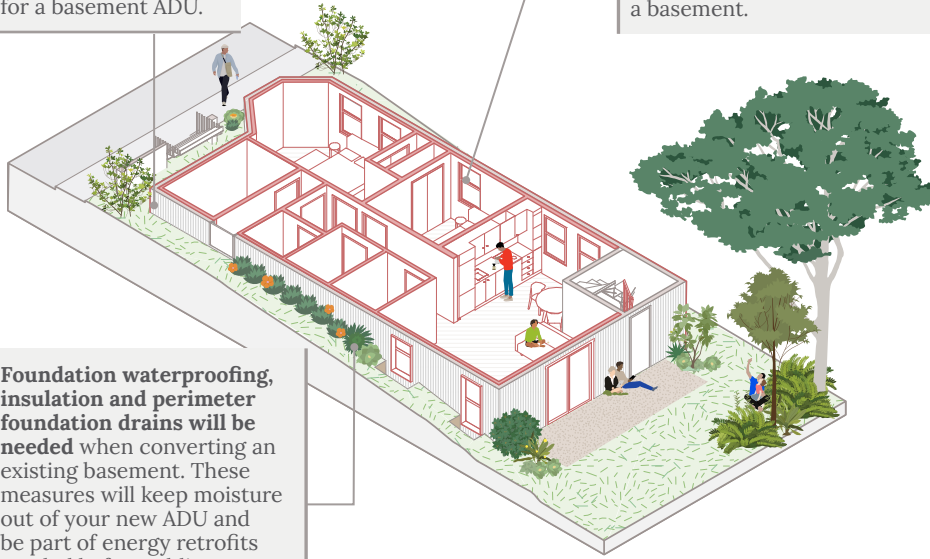 for a basement ADU.
a basement.
Foundation waterproofing,
insulation and perimeter
foundation drains will be
needed when converting an
existing basement. These
measures will keep moisture
out of your new ADU and
be part of energy retrofits